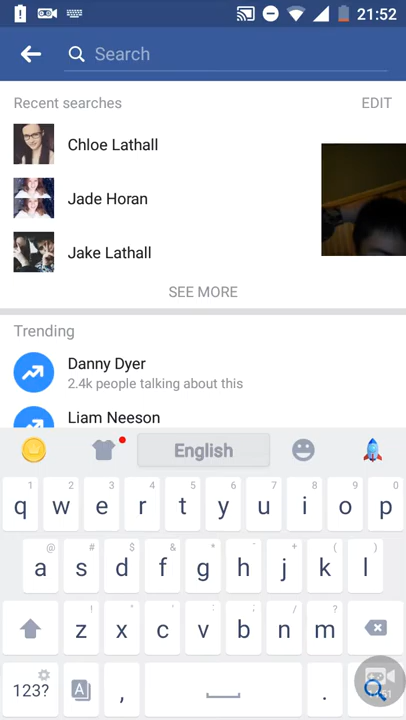 21:52
Search
Recent searches EDIT
Chloe Lathall
Jade Horan
Jake Lathall
SEE MORE
Trending
Danny Dyer
2.4k people talking about this
Liam Neeson
English
1 2 3 4 5 6 7 8 9 0
q w e r t y u i o p
@ # $ & * - + ( )
a s d f g h j k l
! " ' : ; / ?
z x c v b n m
123? A , .